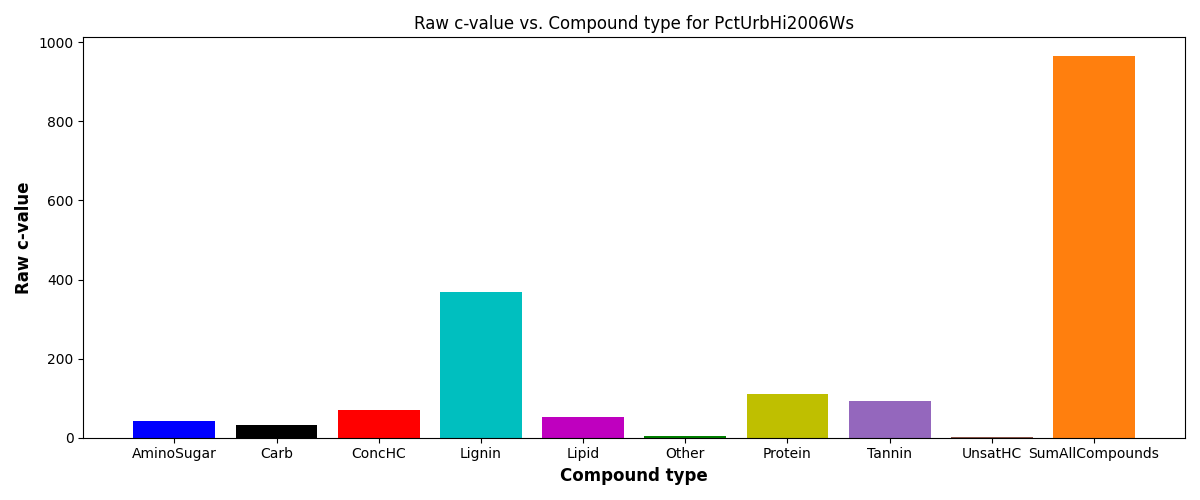 Raw c-value vs. Compound type for PctUrbHi2006Ws
1000
800
600
400
200
0
Raw c-value
AminoSugar Carb ConcHC Lignin Lipid Other Protein Tannin UnsatHC SumAllCompounds
Compound type